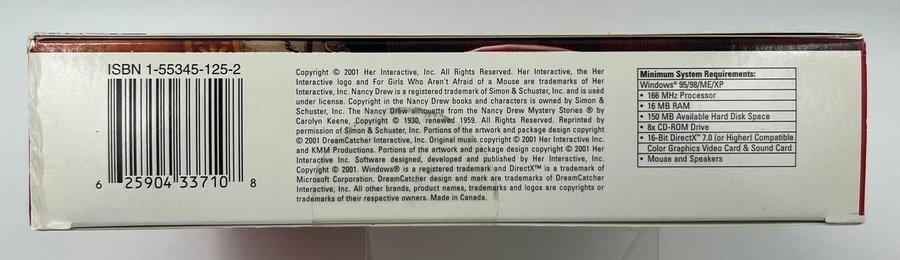 ISBN 1-55345-125-2
6 25904 33710 8
Copyright © 2001 Her Interactive, Inc. All Rights Reserved. Her Interactive, the Her
Interactive logo and For Girls Who Aren't Afraid of a Mouse are trademarks of Her
Interactive, Inc. Nancy Drew is a registered trademark of Simon & Schuster, Inc. and is used
under license. Copyright in the Nancy Drew books and characters is owned by Simon &
Schuster, Inc. The Nancy Drew silhouette from the Nancy Drew Mystery Stories ® by
Carolyn Keene, Copyright © 1930, renewed 1959. All Rights Reserved. Reprinted by
permission of Simon & Schuster, Inc. Portions of the artwork and package design copyright
© 2001 DreamCatcher Interactive, Inc. Original music copyright © 2001 Her Interactive Inc.
and KMM Productions. Portions of the artwork and package design copyright © 2001 Her
Interactive Inc. Software designed, developed and published by Her Interactive, Inc.
Copyright © 2001. Windows® is a registered trademark and DirectX™ is a trademark of
Microsoft Corporation. DreamCatcher design and mark are trademarks of DreamCatcher
Interactive, Inc. All other brands, product names, trademarks and logos are copyrights or
trademarks of their respective owners. Made in Canada.
Minimum System Requirements:
Windows® 95/98/ME/XP
• 166 MHz Processor
• 16 MB RAM
• 150 MB Available Hard Disk Space
• 8x CD-ROM Drive
• 16-Bit DirectX™ 7.0 (or Higher) Compatible
Color Graphics Video Card & Sound Card
• Mouse and Speakers